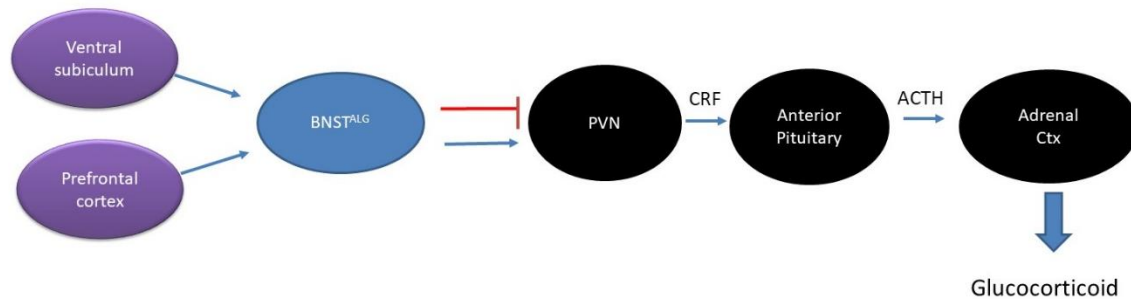 Ventral
subiculum
Prefrontal
cortex
BNSTᴬᴸᴳ
PVN
CRF
Anterior
Pituitary
ACTH
Adrenal
Ctx
Glucocorticoid